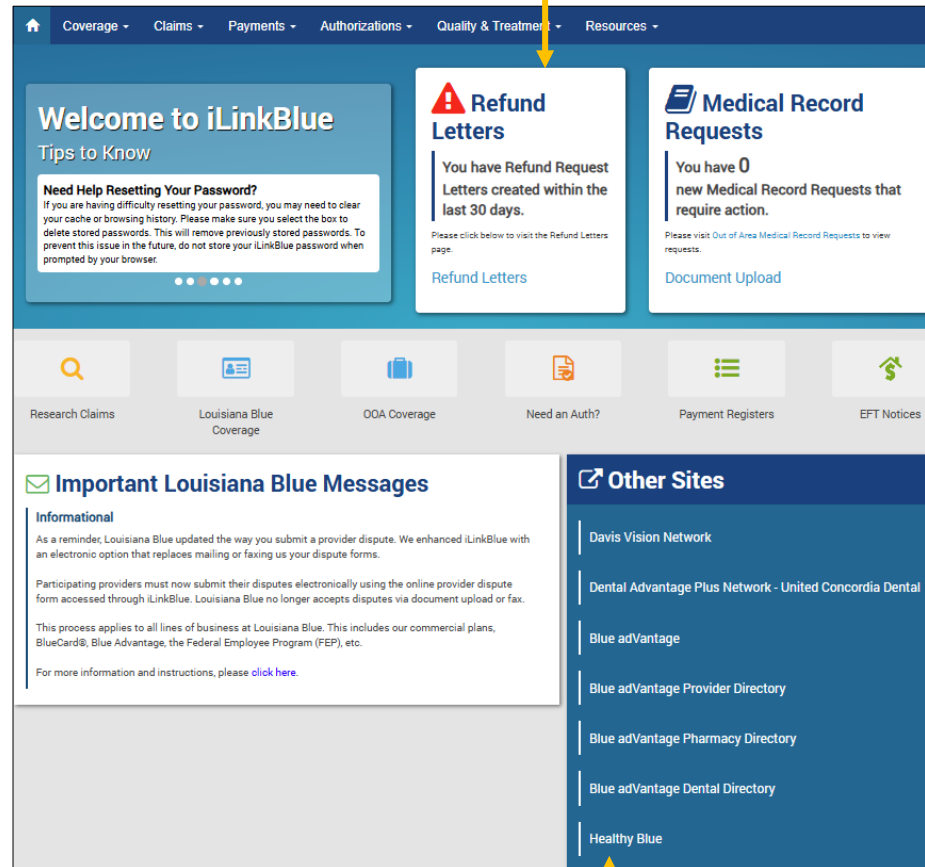 Coverage
Claims
Payments
Authorizations
Quality & Treatment
Resources
Welcome to iLinkBlue
Tips to Know
Need Help Resetting Your Password?
If you are having difficulty resetting your password, you may need to clear
your cache or browsing history. Please make sure you select the box to
delete stored passwords. This will remove previously stored passwords. To
prevent this issue in the future, do not store your iLinkBlue password when
prompted by your browser.
Refund
Letters
You have Refund Request
Letters created within the
last 30 days.
Please click below to visit the Refund Letters
page.
Refund Letters
Medical Record
Requests
You have 0
new Medical Record Requests that
require action.
Please visit Out of Area Medical Record Requests to view
requests.
Document Upload
Research Claims
Louisiana Blue
Coverage
OOA Coverage
Need an Auth?
Payment Registers
EFT Notices
Important Louisiana Blue Messages
Informational
As a reminder, Louisiana Blue updated the way you submit a provider dispute. We enhanced iLinkBlue with
an electronic option that replaces mailing or faxing us your dispute forms.
Participating providers must now submit their disputes electronically using the online provider dispute
form accessed through iLinkBlue. Louisiana Blue no longer accepts disputes via document upload or fax.
This process applies to all lines of business at Louisiana Blue. This includes our commercial plans,
BlueCard®, Blue Advantage, the Federal Employee Program (FEP), etc.
For more information and instructions, please click here.
Other Sites
Davis Vision Network
Dental Advantage Plus Network - United Concordia Dental
Blue adVantage
Blue adVantage Provider Directory
Blue adVantage Pharmacy Directory
Blue adVantage Dental Directory
Healthy Blue